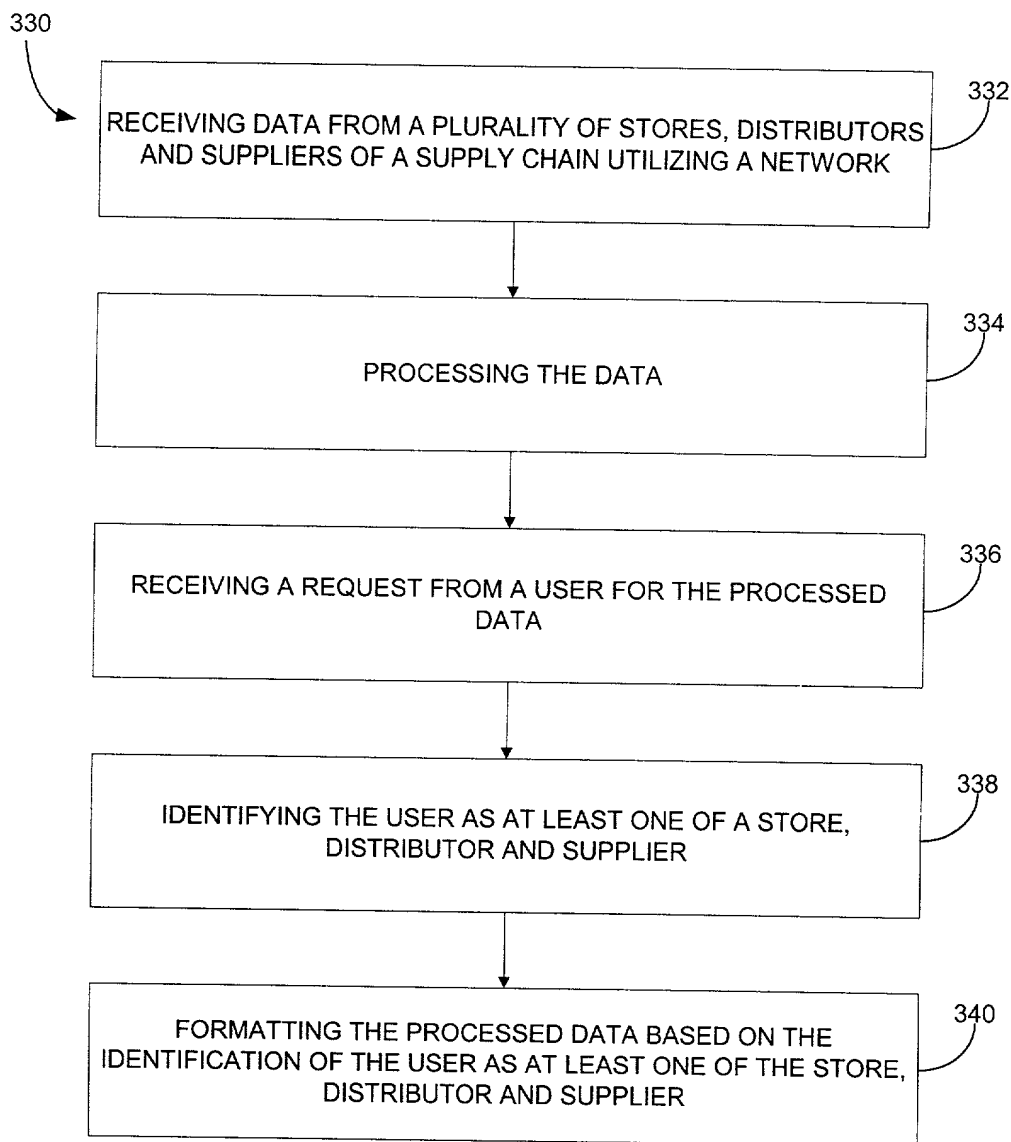 330
332
RECEIVING DATA FROM A PLURALITY OF STORES, DISTRIBUTORS
AND SUPPLIERS OF A SUPPLY CHAIN UTILIZING A NETWORK
334
PROCESSING THE DATA
336
RECEIVING A REQUEST FROM A USER FOR THE PROCESSED
DATA
338
IDENTIFYING THE USER AS AT LEAST ONE OF A STORE,
DISTRIBUTOR AND SUPPLIER
340
FORMATTING THE PROCESSED DATA BASED ON THE
IDENTIFICATION OF THE USER AS AT LEAST ONE OF THE STORE,
DISTRIBUTOR AND SUPPLIER